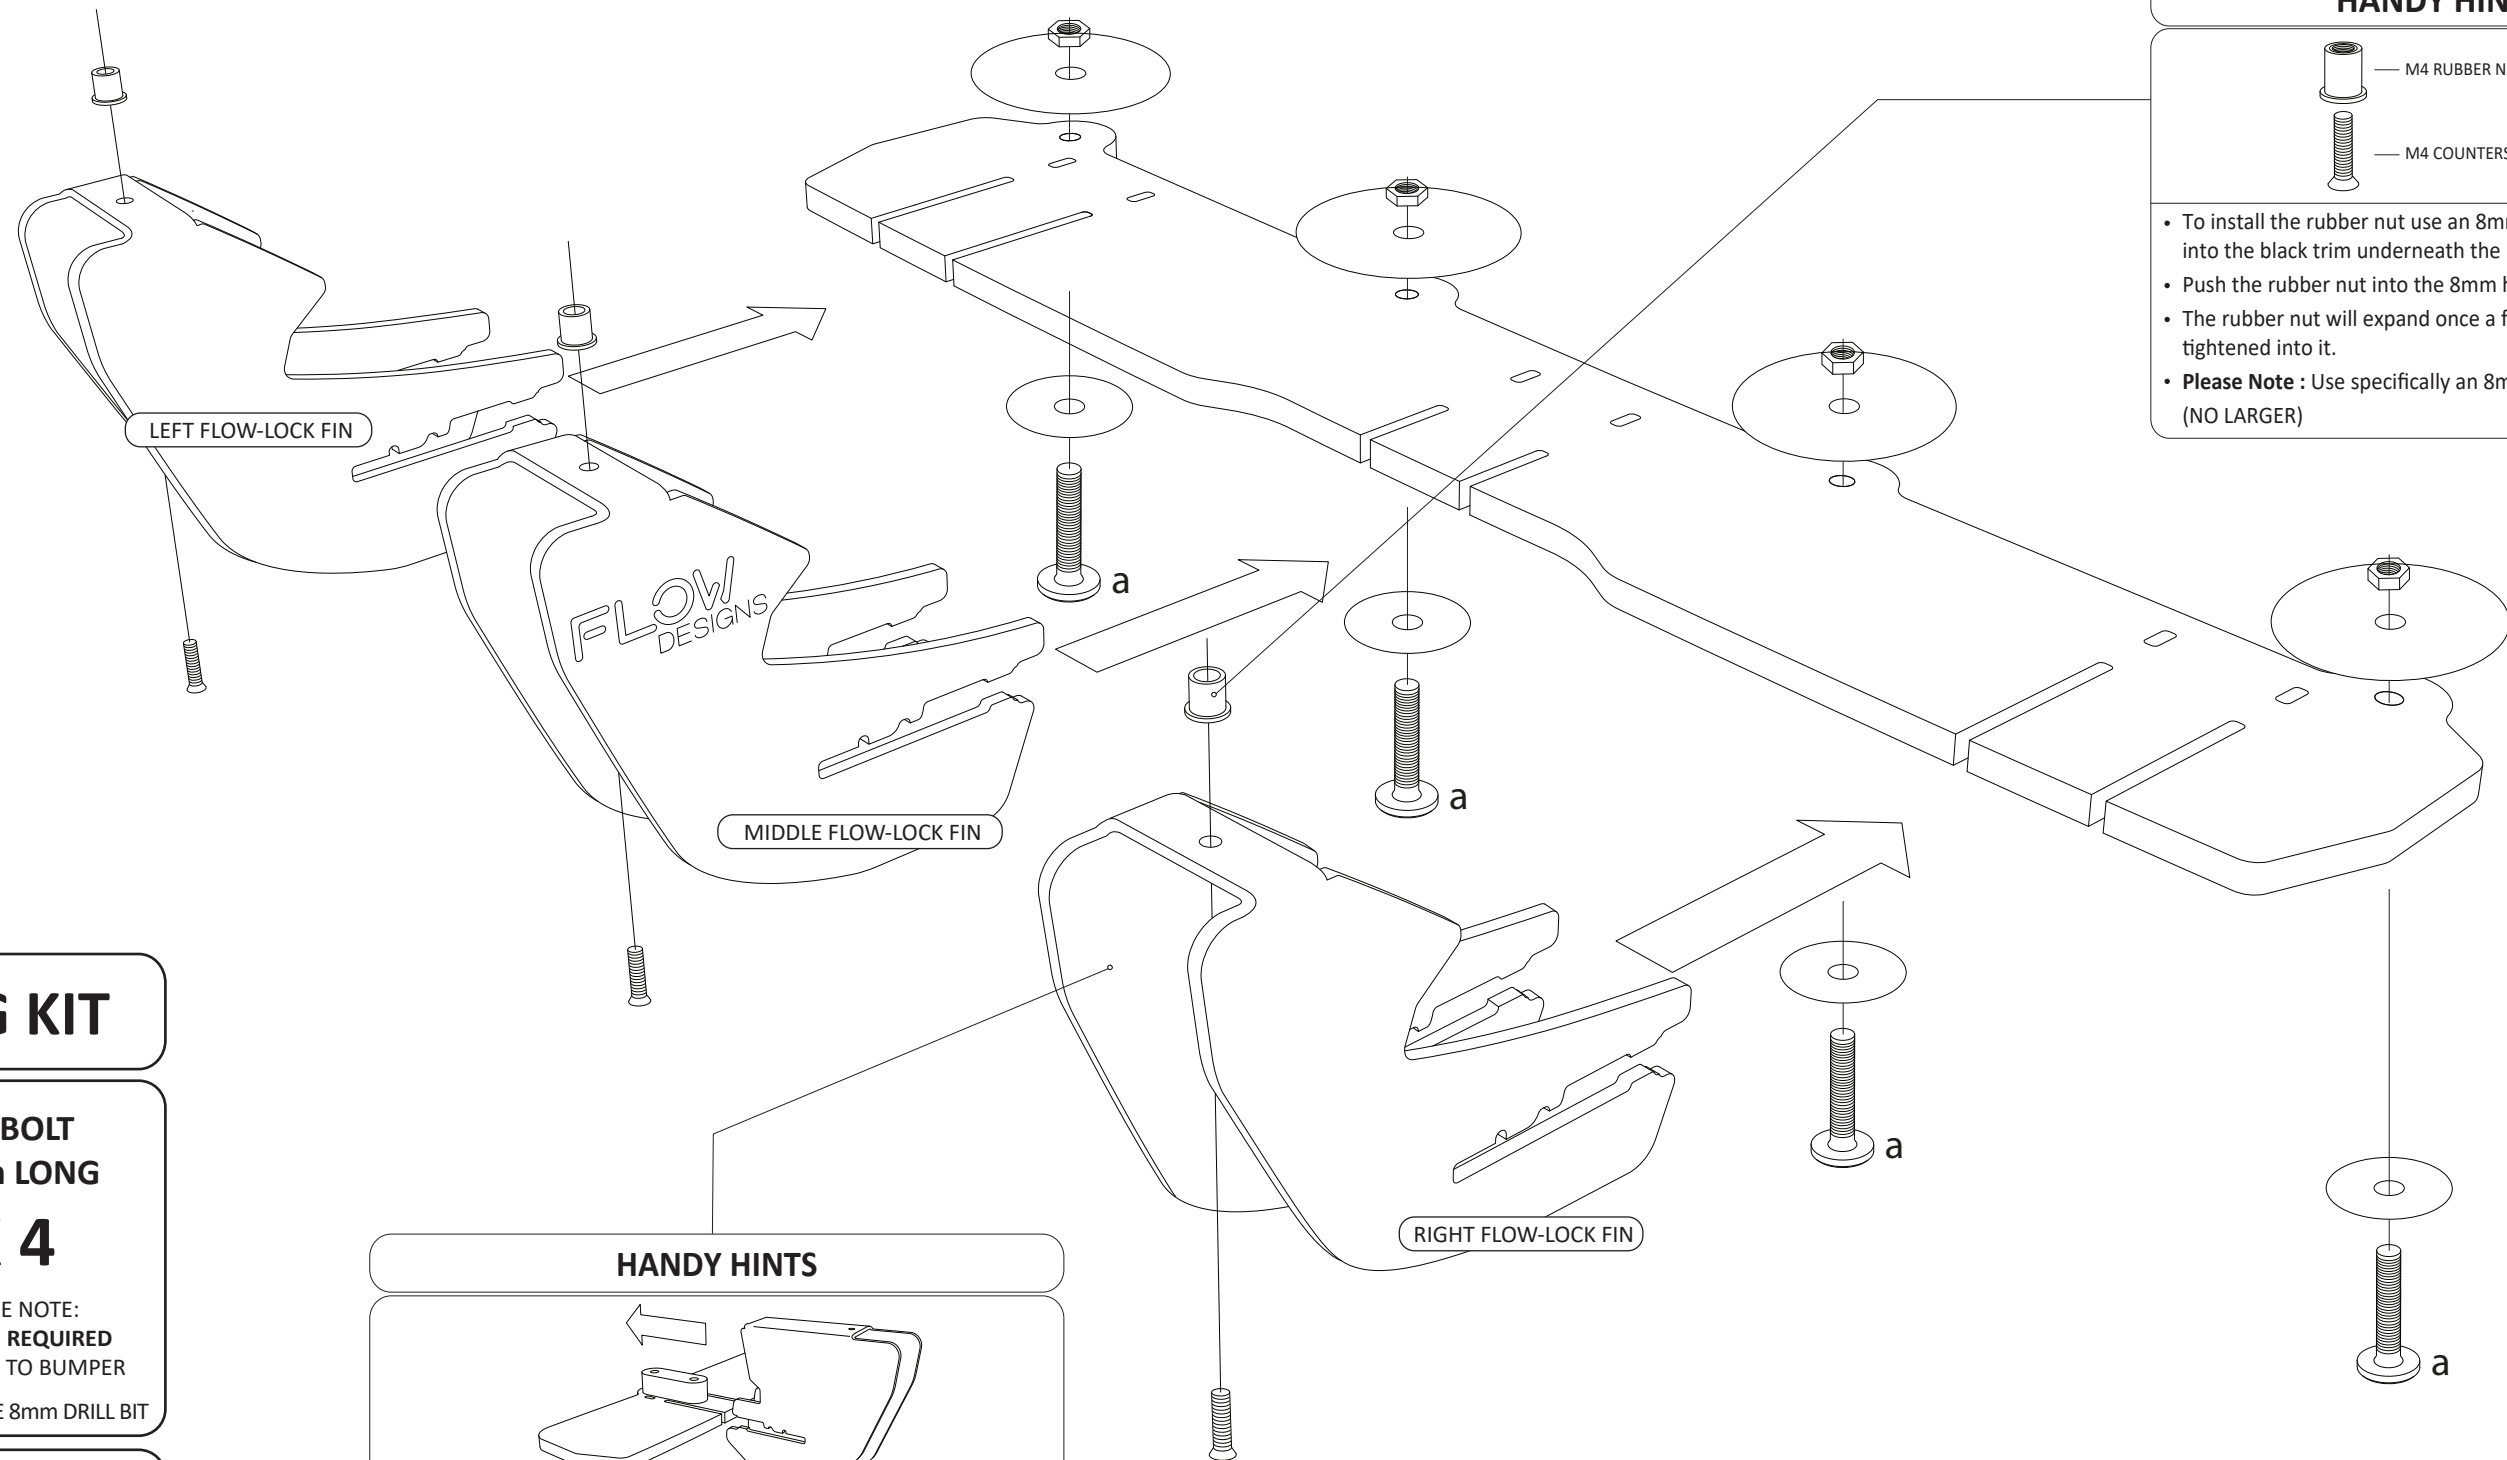 HANDY HIN
M4 RUBBER N
M4 COUNTERS
• To install the rubber nut use an 8m
into the black trim underneath the
• Push the rubber nut into the 8mm h
• The rubber nut will expand once a f
tightened into it.
• Please Note : Use specifically an 8m
(NO LARGER)
LEFT FLOW-LOCK FIN
a
FLOW
DESIGNS
a
MIDDLE FLOW-LOCK FIN
a
RIGHT FLOW-LOCK FIN
a
G KIT
BOLT
LONG
4
E NOTE:
REQUIRED
TO BUMPER
E 8mm DRILL BIT
HANDY HINTS